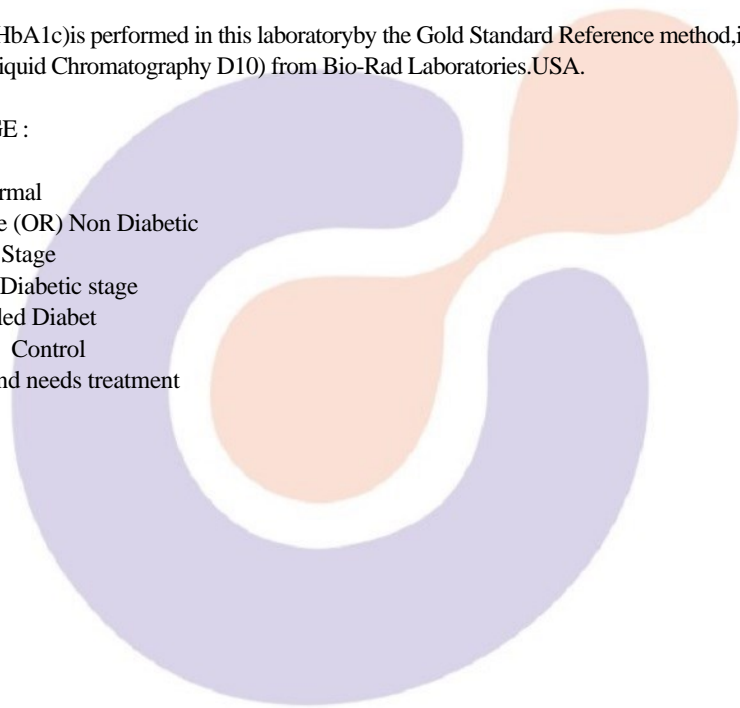 HbA1c)is performed in this laboratoryby the Gold Standard Reference method,i
iquid Chromatography D10) from Bio-Rad Laboratories.USA.
GE :
rmal
e (OR) Non Diabetic
Stage
Diabetic stage
led Diabet
Control
nd needs treatment